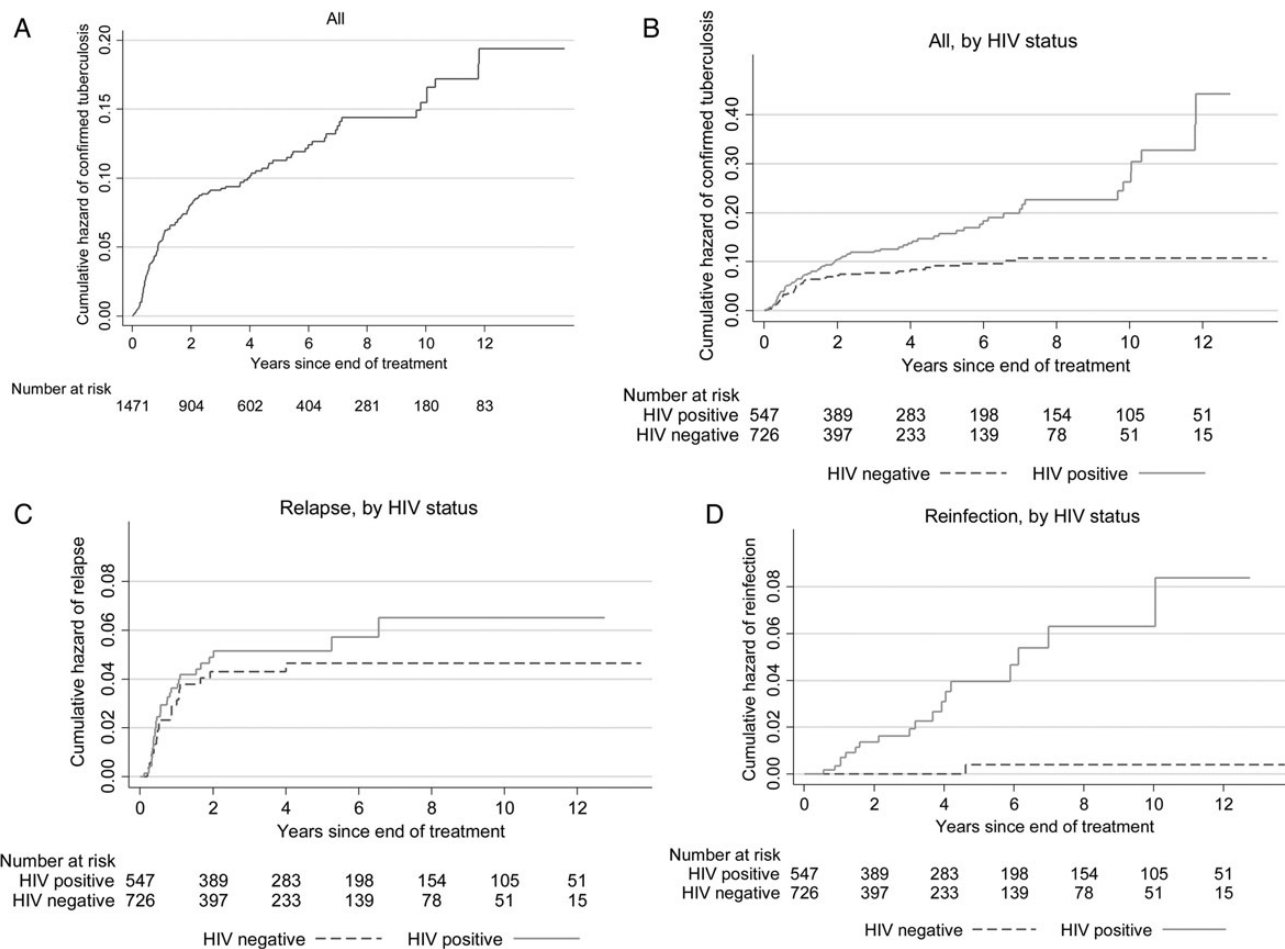 A
All
Cumulative hazard of confirmed tuberculosis
0.20
0.15
0.10
0.05
0.00
0 2 4 6 8 10 12
Years since end of treatment
Number at risk
1471 904 602 404 281 180 83
B
All, by HIV status
Cumulative hazard of confirmed tuberculosis
0.40
0.30
0.20
0.10
0.00
0 2 4 6 8 10 12
Years since end of treatment
Number at risk
HIV positive 547 389 283 198 154 105 51
HIV negative 726 397 233 139 78 51 15
HIV negative HIV positive
C
Relapse, by HIV status
Cumulative hazard of relapse
0.08
0.06
0.04
0.02
0.00
0 2 4 6 8 10 12
Years since end of treatment
Number at risk
HIV positive 547 389 283 198 154 105 51
HIV negative 726 397 233 139 78 51 15
HIV negative HIV positive
D
Reinfection, by HIV status
Cumulative hazard of reinfection
0.08
0.06
0.04
0.02
0.00
0 2 4 6 8 10 12
Years since end of treatment
Number at risk
HIV positive 547 389 283 198 154 105 51
HIV negative 726 397 233 139 78 51 15
HIV negative HIV positive